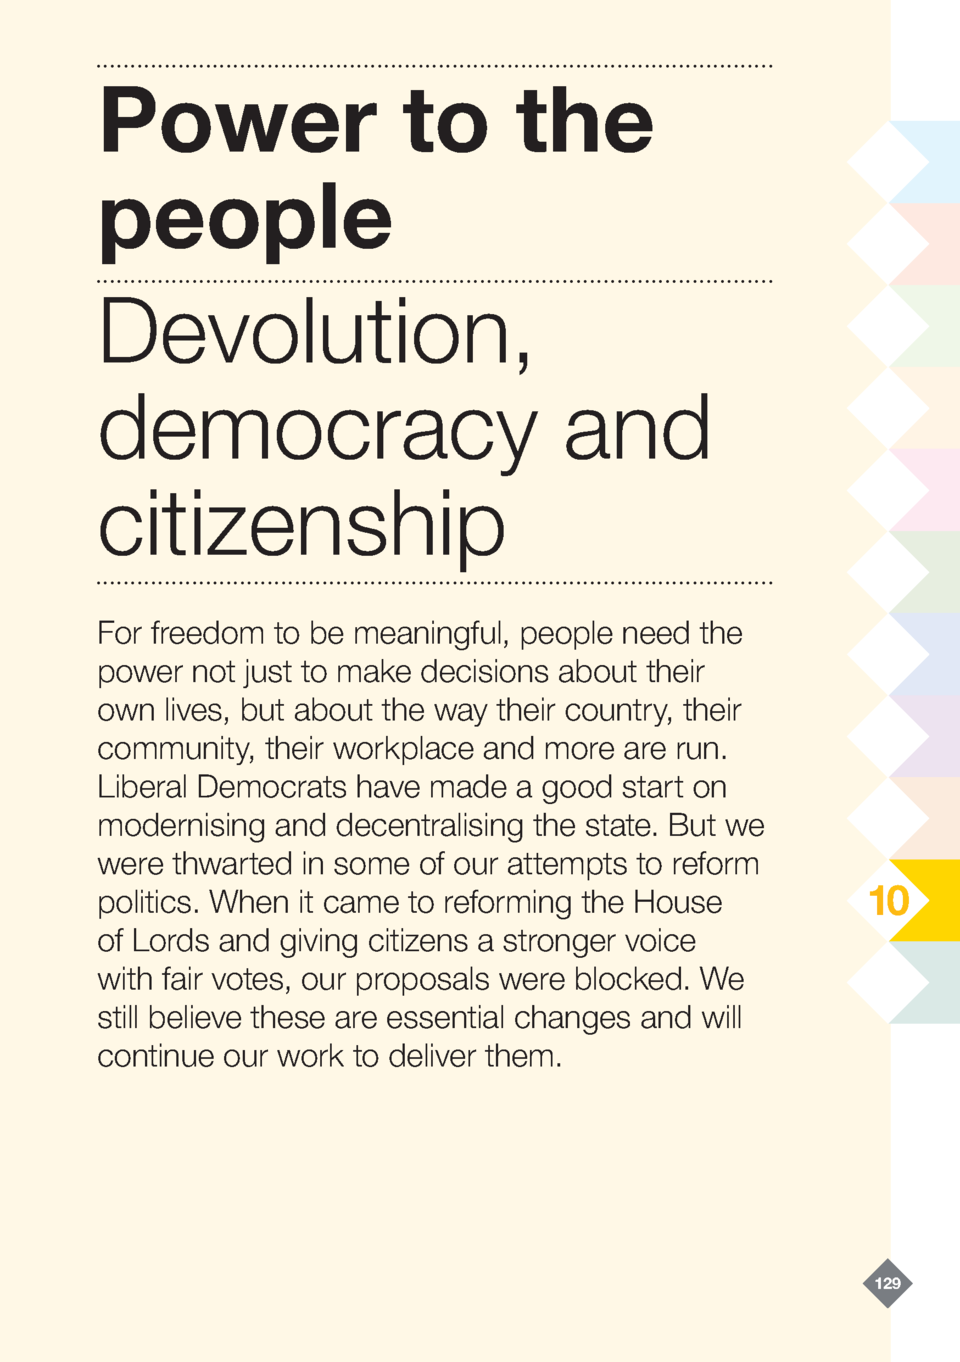 Power to the
people
Devolution,
democracy and
citizenship
For freedom to be meaningful, people need the
power not just to make decisions about their
own lives, but about the way their country, their
community, their workplace and more are run.
Liberal Democrats have made a good start on
modernising and decentralising the state. But we
were thwarted in some of our attempts to reform
politics. When it came to reforming the House
of Lords and giving citizens a stronger voice
with fair votes, our proposals were blocked. We
still believe these are essential changes and will
continue our work to deliver them.
10
129